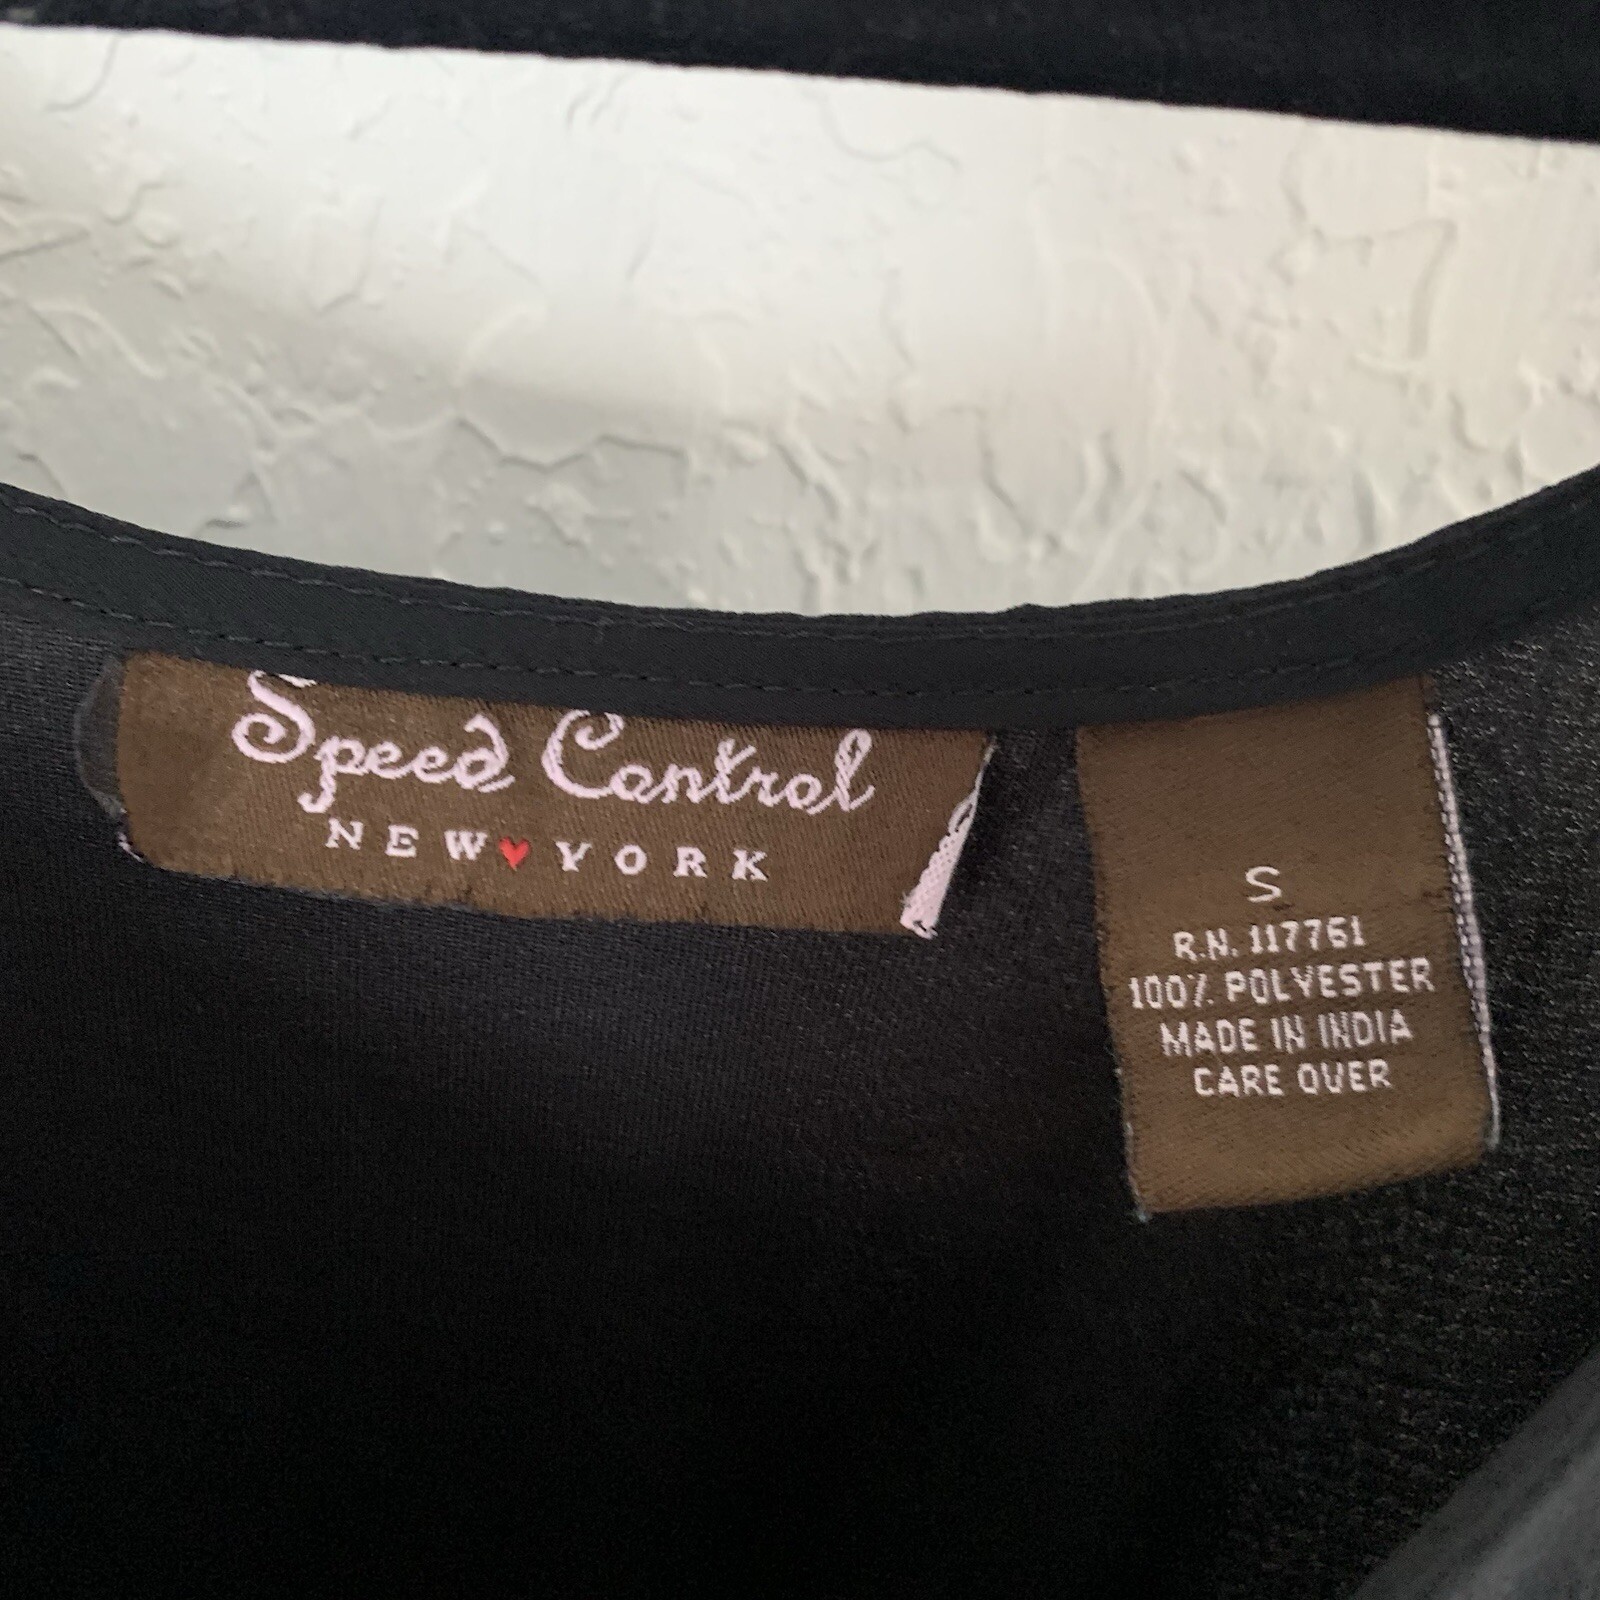 Speed Control
NEW♥YORK
S
R.N. 117761
100% POLYESTER
MADE IN INDIA
CARE OVER